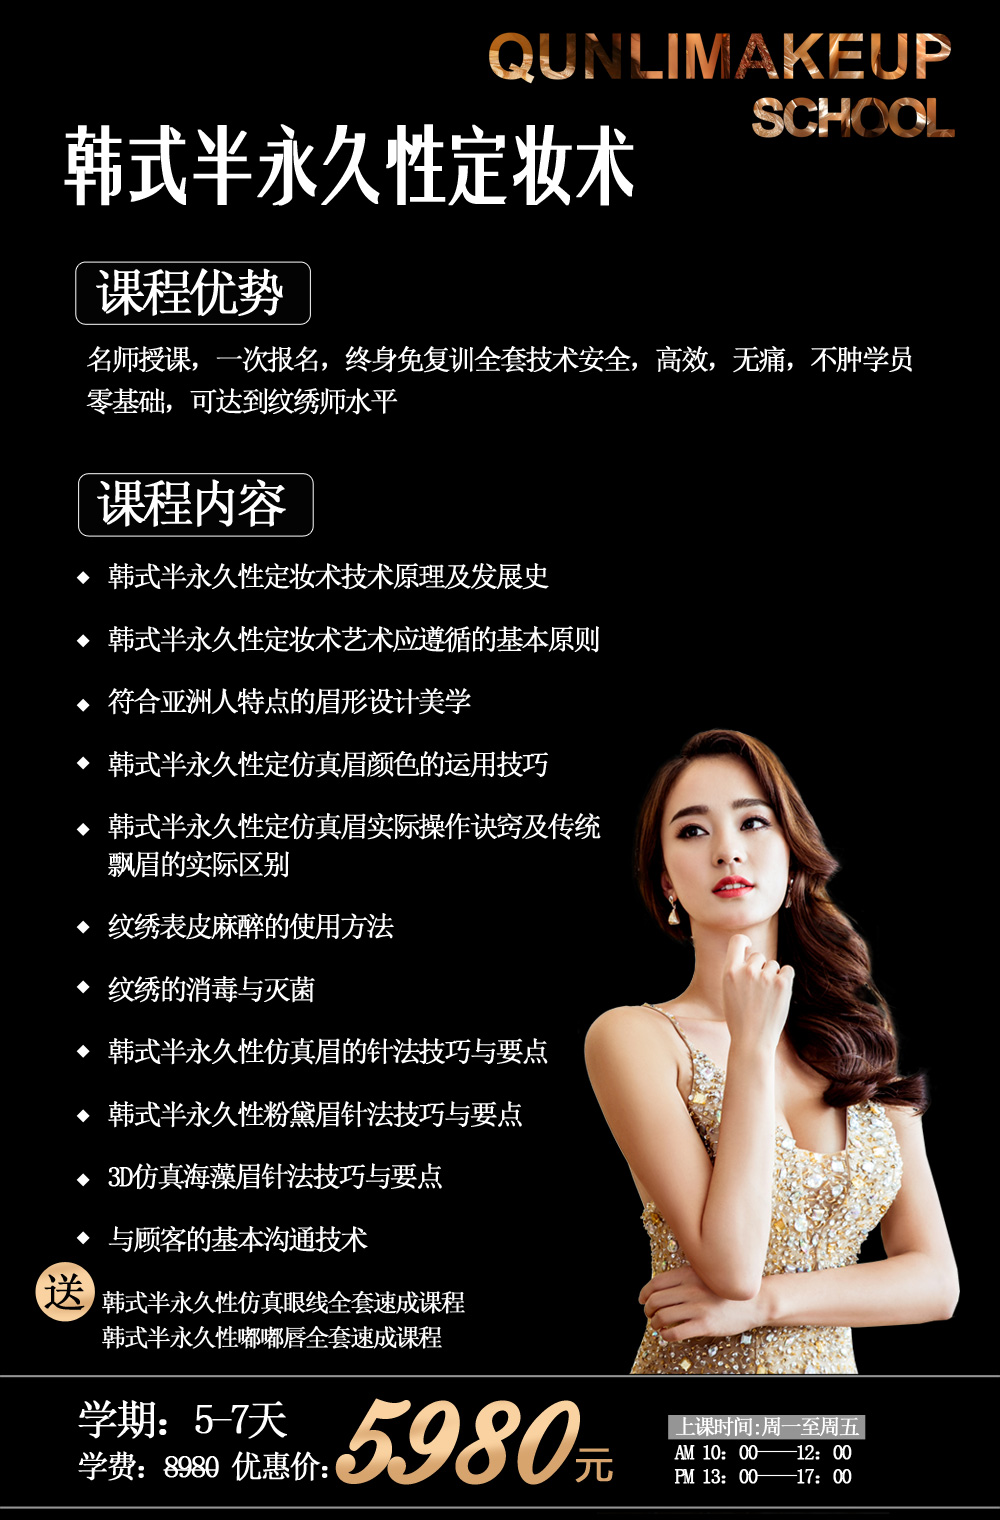 QUNLIMAKEUP
SCHOOL
韩式半永久性定妆术
课程优势
名师授课，一次报名，终身免复训全套技术安全，高效，无痛，不肿学员
零基础，可达到纹绣师水平
课程内容
韩式半永久性定妆术技术原理及发展史
韩式半永久性定妆术艺术应遵循的基本原则
符合亚洲人特点的眉形设计美学
韩式半永久性定仿真眉颜色的运用技巧
韩式半永久性定仿真眉实际操作诀窍及传统
飘眉的实际区别
纹绣表皮麻醉的使用方法
纹绣的消毒与灭菌
韩式半永久性仿真眉的针法技巧与要点
韩式半永久性粉黛眉针法技巧与要点
3D仿真海藻眉针法技巧与要点
与顾客的基本沟通技术
送
韩式半永久性仿真眼线全套速成课程
韩式半永久性嘟嘟唇全套速成课程
学期：5-7天
学费：8980 优惠价：5980元
上课时间:周一至周五
AM 10：00——12：00
PM 13：00——17：00